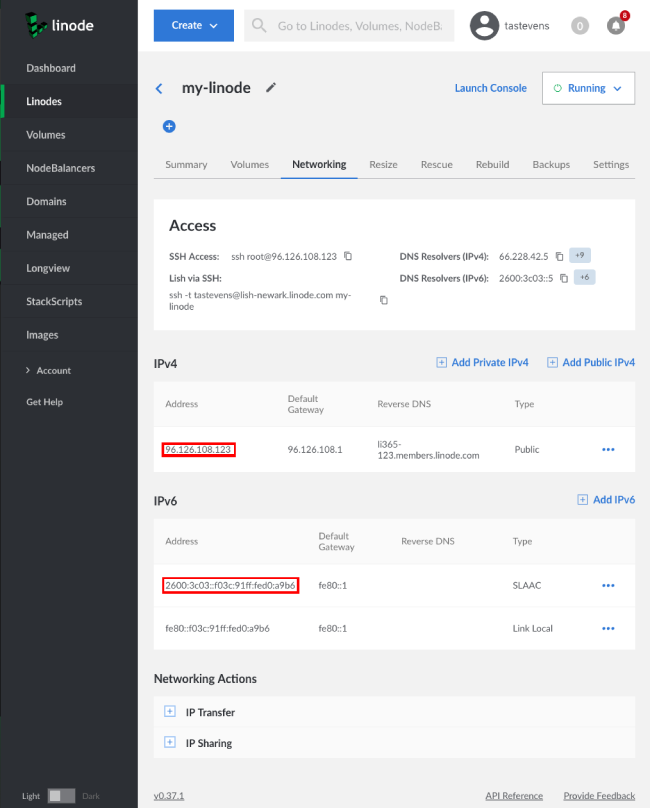 linode
Create
Go to Linodes, Volumes, NodeBa
tastevens
0
8
Dashboard
Linodes
Volumes
NodeBalancers
Domains
Managed
Longview
StackScripts
Images
Account
Get Help
my-linode
Launch Console
Running
Summary
Volumes
Networking
Resize
Rescue
Rebuild
Backups
Settings
Access
SSH Access: ssh root@96.126.108.123
DNS Resolvers (IPv4): 66.228.42.5 +9
Lish via SSH:
ssh -t tastevens@lish-newark.linode.com my-
linode
DNS Resolvers (IPv6): 2600:3c03::5 +6
IPv4
Add Private IPv4
Add Public IPv4
Address
Default
Gateway
Reverse DNS
Type
96.126.108.123
96.126.108.1
li365-
123.members.linode.com
Public
IPv6
Add IPv6
Address
Default
Gateway
Reverse DNS
Type
2600:3c03::f03c:91ff:fed0:a9b6
fe80::1
SLAAC
fe80::f03c:91ff:fed0:a9b6
fe80::1
Link Local
Networking Actions
IP Transfer
IP Sharing
Light
Dark
v0.37.1
API Reference
Provide Feedback